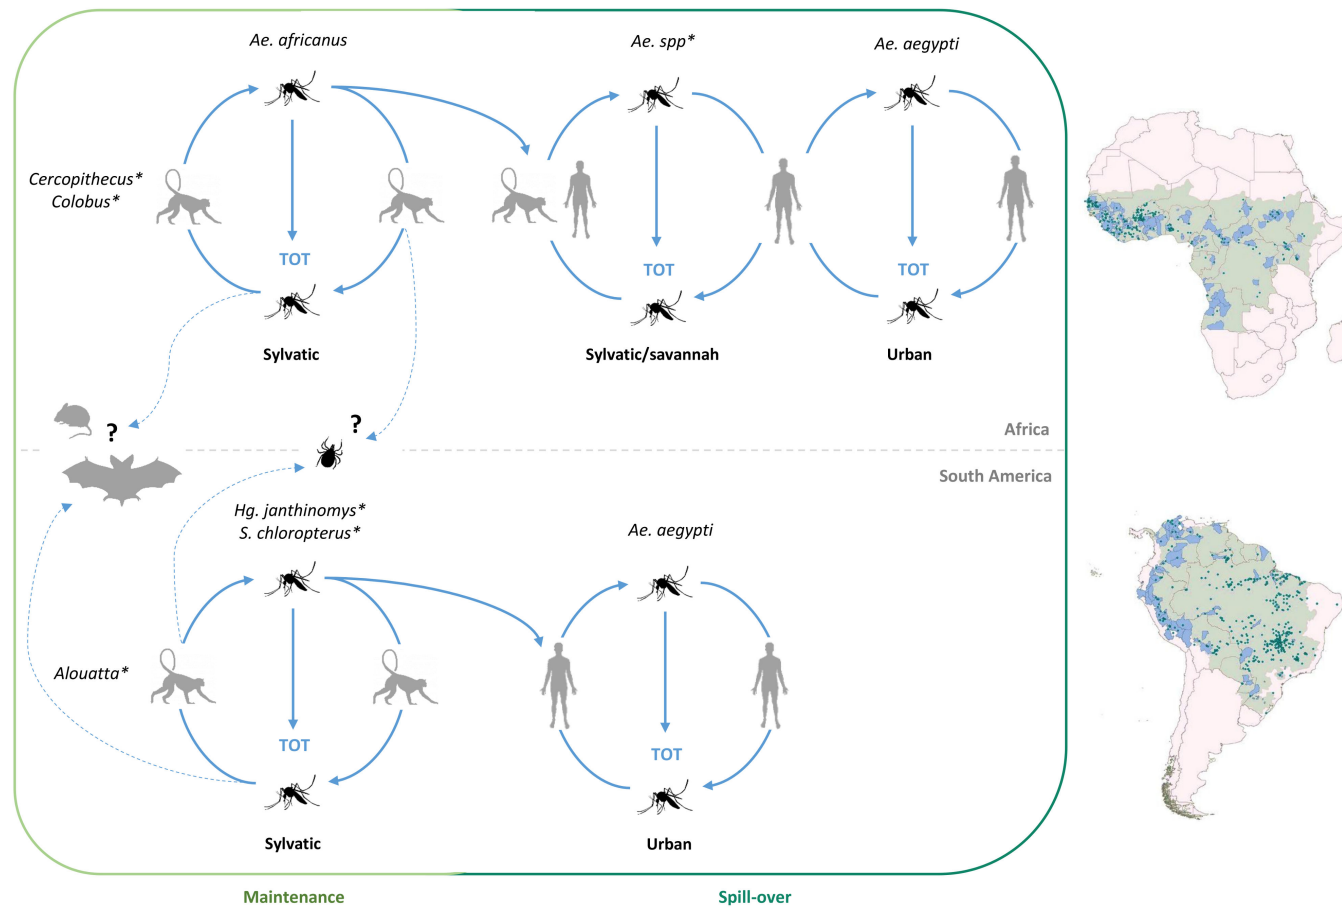 Ae. africanus
Ae. spp*
Ae. aegypti
Cercopithecus*
Colobus*
TOT
TOT
TOT
Sylvatic
Sylvatic/savannah
Urban
?
?
Africa
South America
Hg. janthinomys*
S. chloropterus*
Ae. aegypti
Alouatta*
TOT
TOT
Sylvatic
Urban
Maintenance
Spill-over